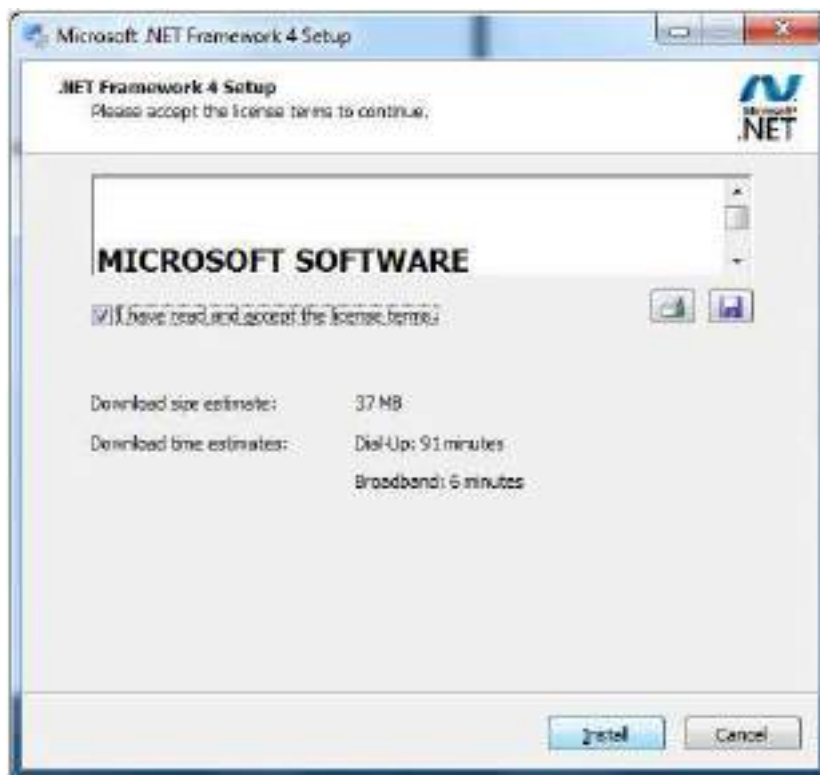 Microsoft .NET Framework 4 Setup
.NET Framework 4 Setup
Please accept the license terms to continue.
Microsoft®
.NET
MICROSOFT SOFTWARE
I have read and accept the license terms.
Download size estimate: 37 MB
Download time estimates: Dial-Up: 91 minutes
Broadband: 6 minutes
Install Cancel